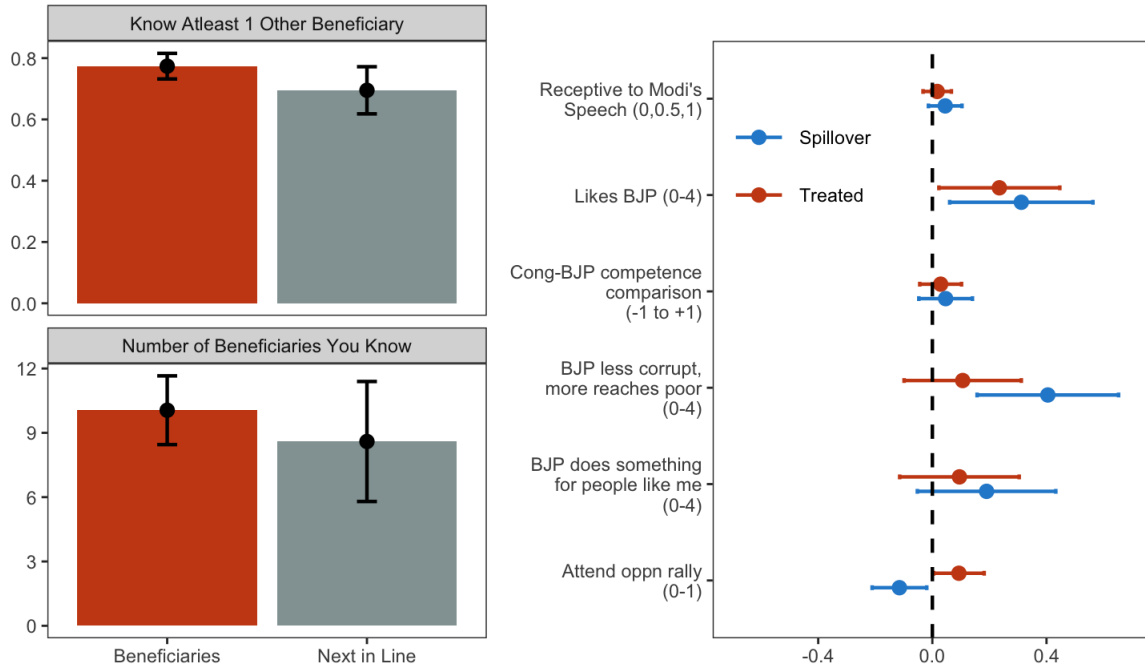 Know Atleast 1 Other Beneficiary
0.8
0.6
0.4
0.2
0.0
Number of Beneficiaries You Know
12
9
6
3
0
Beneficiaries
Next in Line
Receptive to Modi's
Speech (0,0.5,1)
Likes BJP (0-4)
Cong-BJP competence
comparison
(-1 to +1)
BJP less corrupt,
more reaches poor
(0-4)
BJP does something
for people like me
(0-4)
Attend oppn rally
(0-1)
Spillover
Treated
-0.4
0.0
0.4